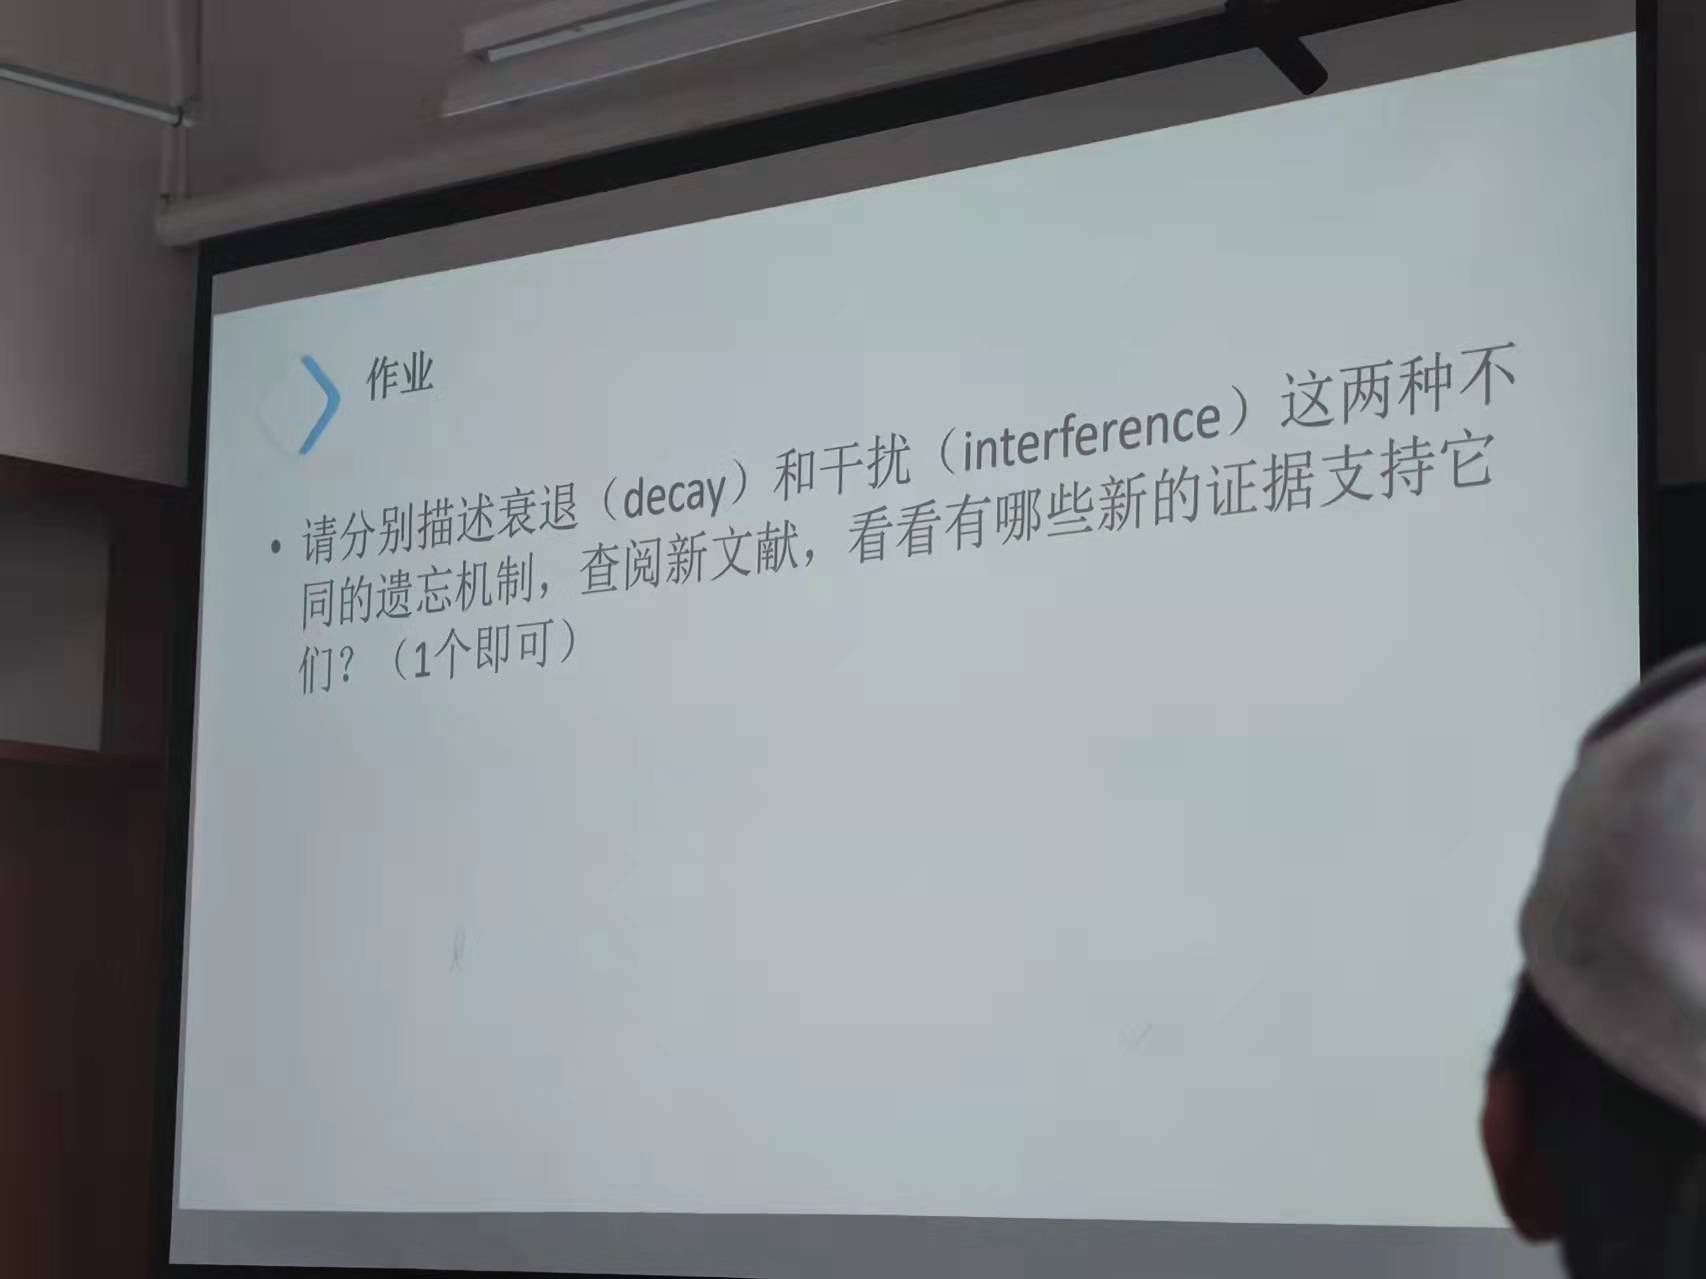 作业
• 请分别描述衰退（decay）和干扰（interference）这两种不
同的遗忘机制，查阅新文献，看看有哪些新的证据支持它
们？（1个即可）